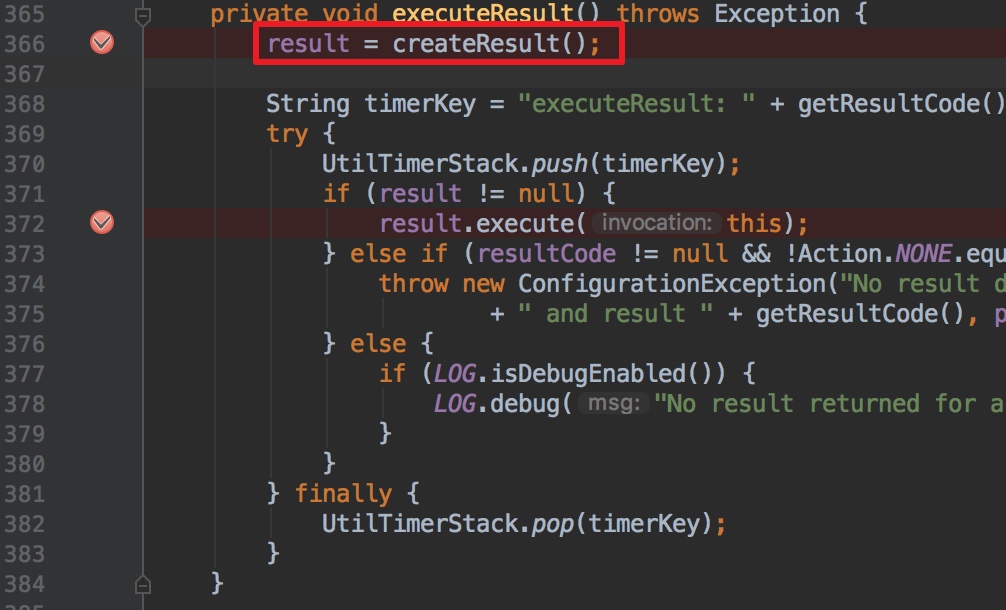 365 private void executeResult() throws Exception {
366 result = createResult();
367
368 String timerKey = "executeResult: " + getResultCode()
369 try {
370 UtilTimerStack.push(timerKey);
371 if (result != null) {
372 result.execute( invocation: this);
373 } else if (resultCode != null && !Action.NONE.equ
374 throw new ConfigurationException("No result d
375 + " and result " + getResultCode(), p
376 } else {
377 if (LOG.isDebugEnabled()) {
378 LOG.debug( msg: "No result returned for a
379 }
380 }
381 } finally {
382 UtilTimerStack.pop(timerKey);
383 }
384 }